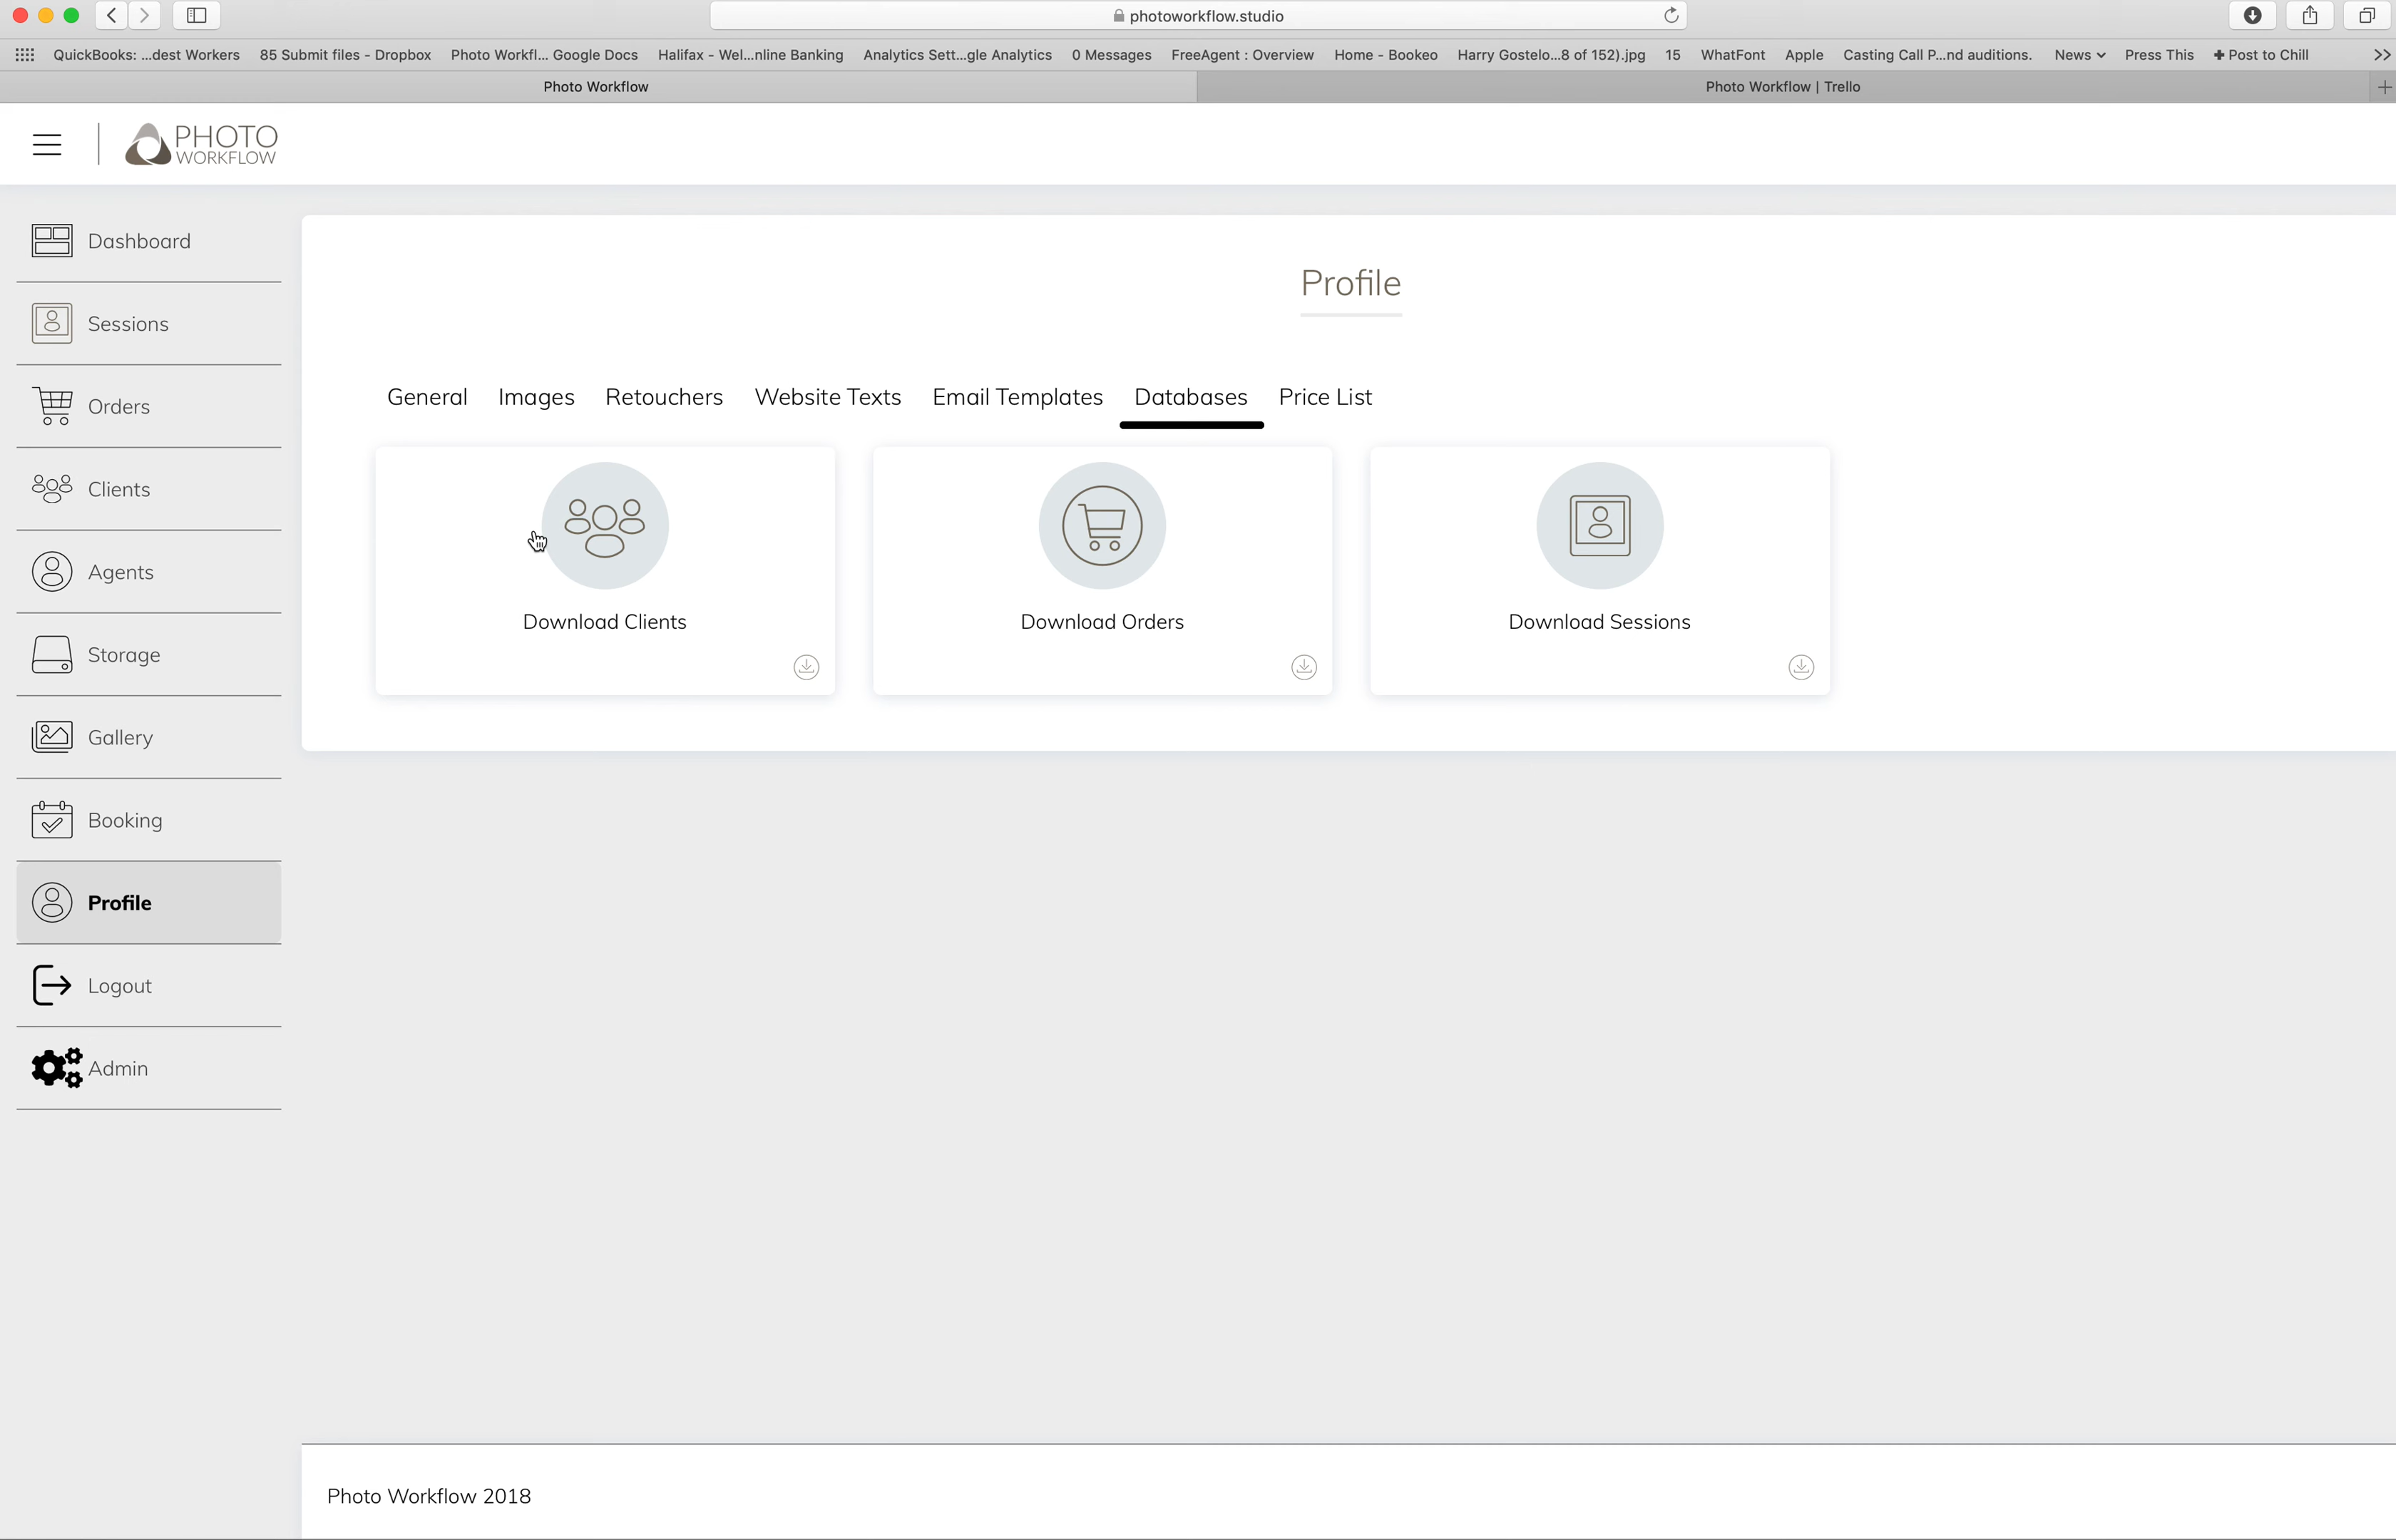 photoworkflow.studio
QuickBooks: ...dest Workers 85 Submit files - Dropbox Photo Workfl... Google Docs Halifax - Wel...nline Banking Analytics Sett...gle Analytics 0 Messages FreeAgent : Overview Home - Bookeo Harry Gostelo...8 of 152).jpg 15 WhatFont Apple Casting Call P...nd auditions. News Press This + Post to Chill >>
Photo Workflow Photo Workflow | Trello
PHOTO
WORKFLOW
Dashboard
Sessions
Orders
Clients
Agents
Storage
Gallery
Booking
Profile
Logout
Admin
Profile
General Images Retouchers Website Texts Email Templates Databases Price List
Download Clients Download Orders Download Sessions
Photo Workflow 2018